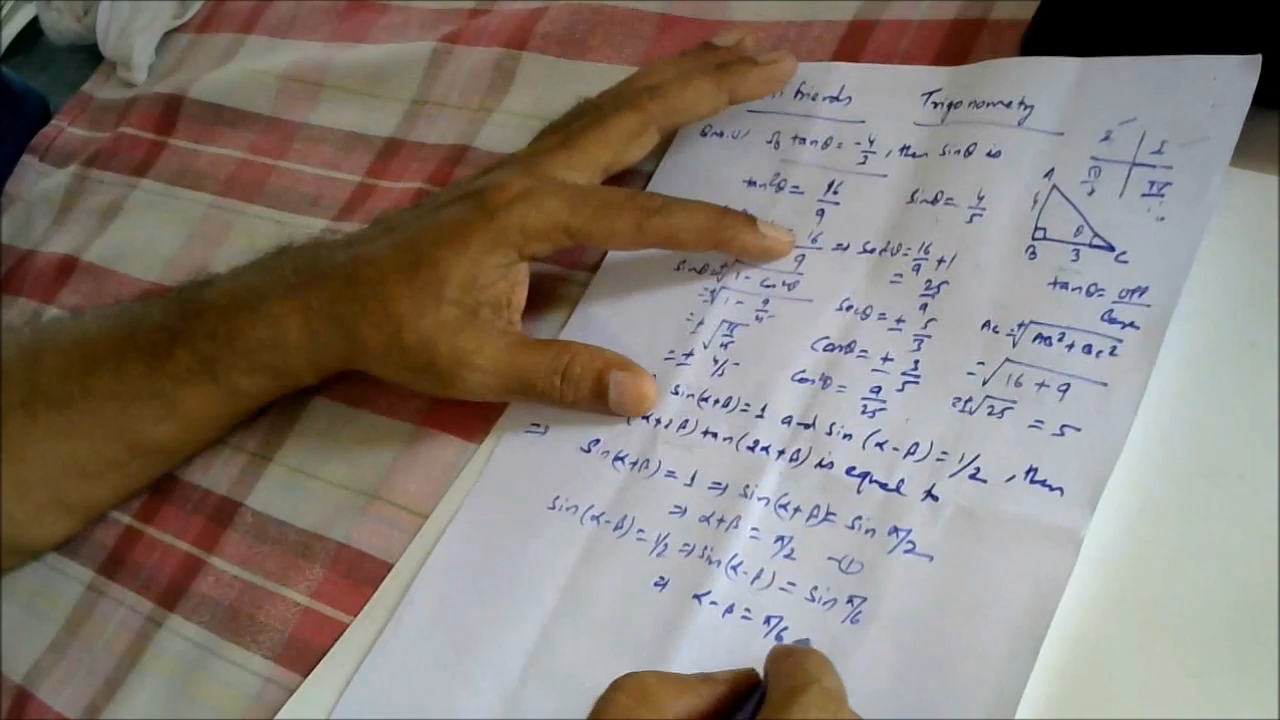 friends Trigonometry
If tanθ = -4/3, then sinθ is
tan²θ = 16/9
sinθ = 4/5
16/9 ⇒ sec²θ = 16/9 + 1
= 25/9
secθ = ± 5/3
cosθ = ± 3/5
cos²θ = 9/25
sinθ = ±√1 - cos²θ
= ±√1 - 9/25
= ±√16/25
= ± 4/5
A
B 3 C
θ
tanθ = opp/
AC = √AB² + BC²
= √16 + 9
√25 = 5
sin(α+β) = 1 and sin(α-β) = 1/2, then
(α+2β) tan(2α+β) is equal to
⇒ sin(α+β) = 1 ⇒ sin(α+β) = sin π/2
⇒ α+β = π/2 -(1)
sin(α-β) = 1/2 ⇒ sin(α-β) = sin π/6
⇒ α-β = π/6